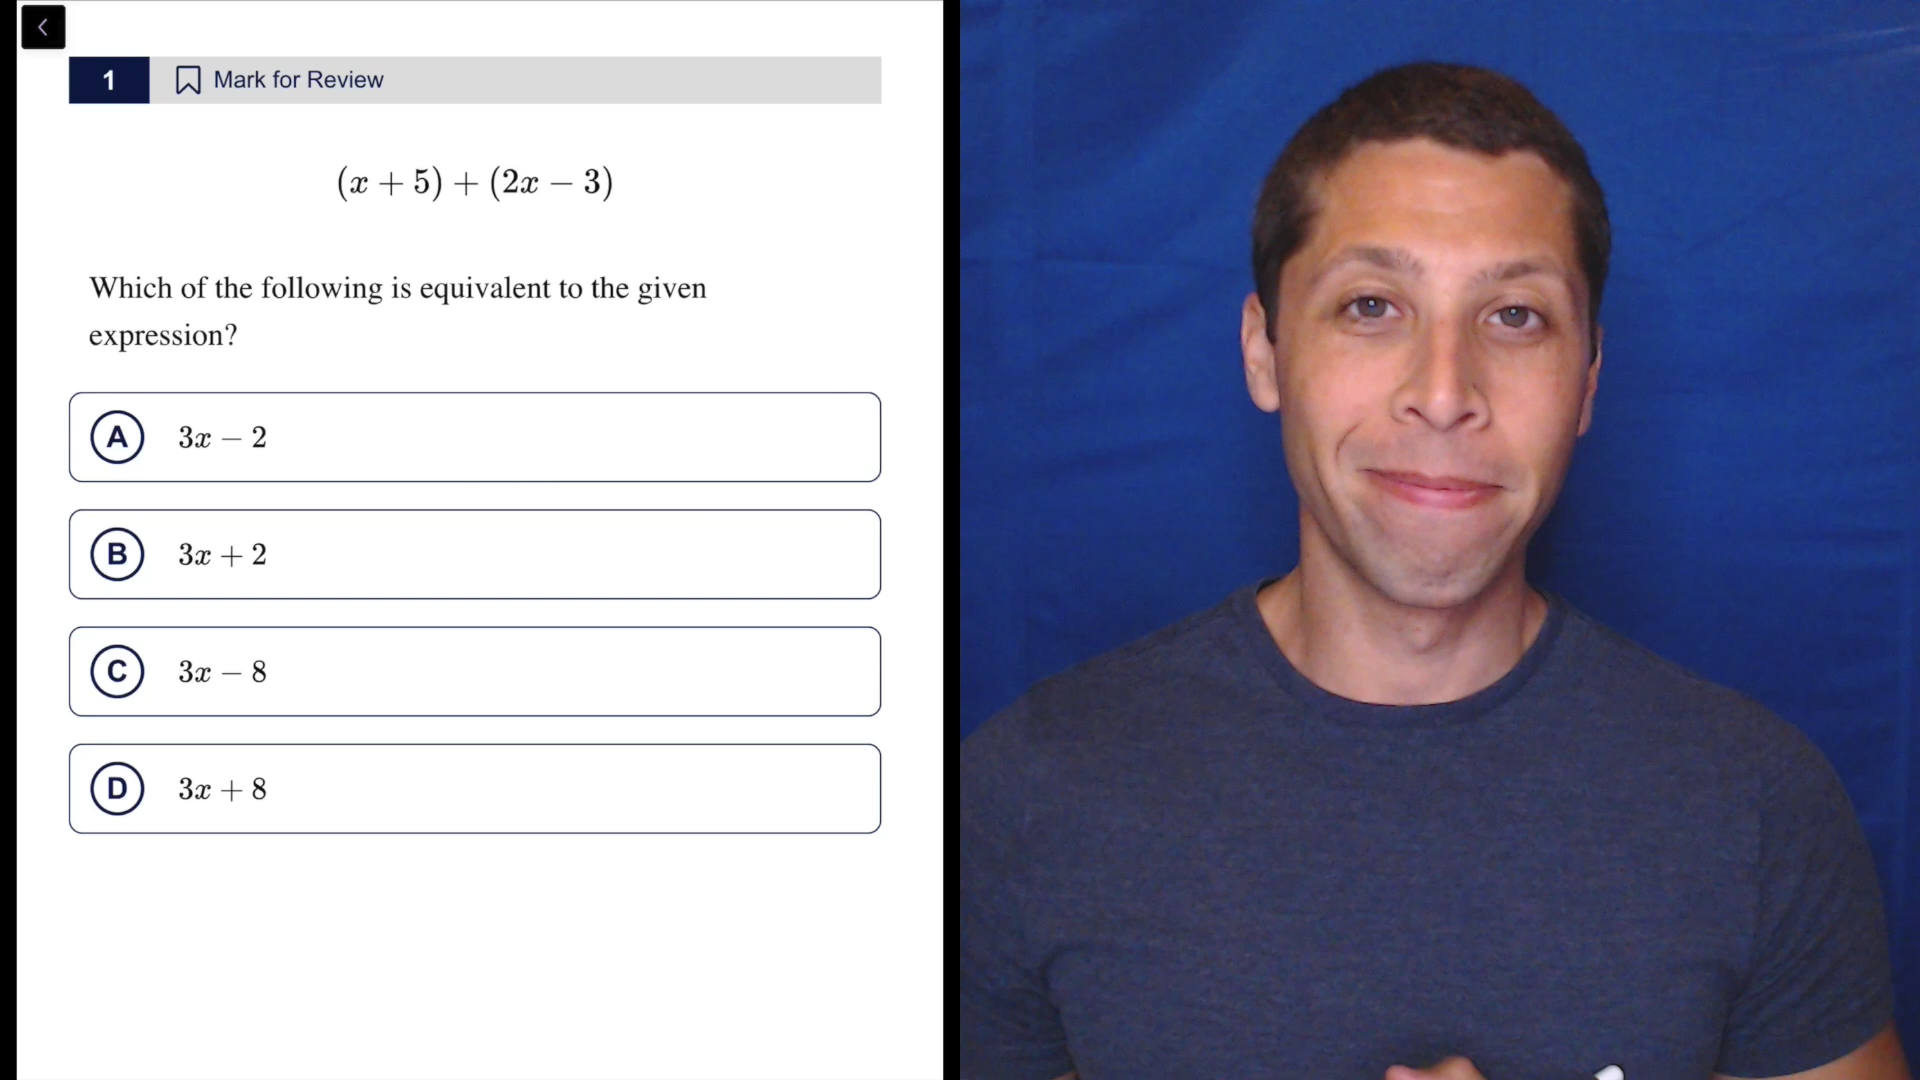 1 Mark for Review
(x + 5) + (2x − 3)
Which of the following is equivalent to the given
expression?
A 3x − 2
B 3x + 2
C 3x − 8
D 3x + 8